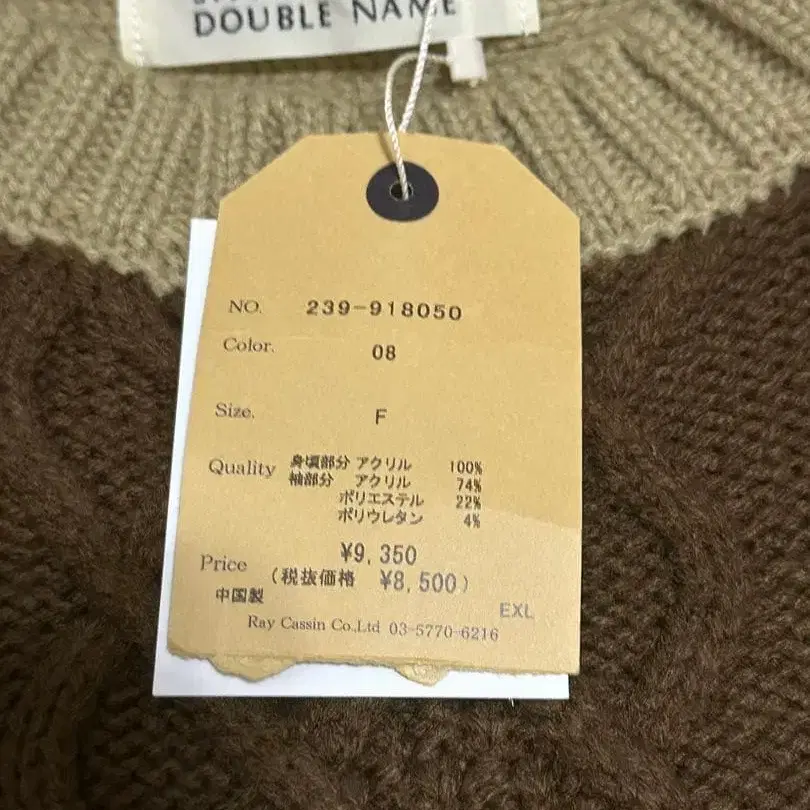 DOUBLE NAME
NO. 239-918050
Color. 08
Size. F
Quality 身頃部分 アクリル 100%
袖部分 アクリル 74%
ポリエステル 22%
ポリウレタン 4%
Price ¥9,350
(税抜価格 ¥8,500)
中国製
EXL
Ray Cassin Co.,Ltd 03-5770-6216